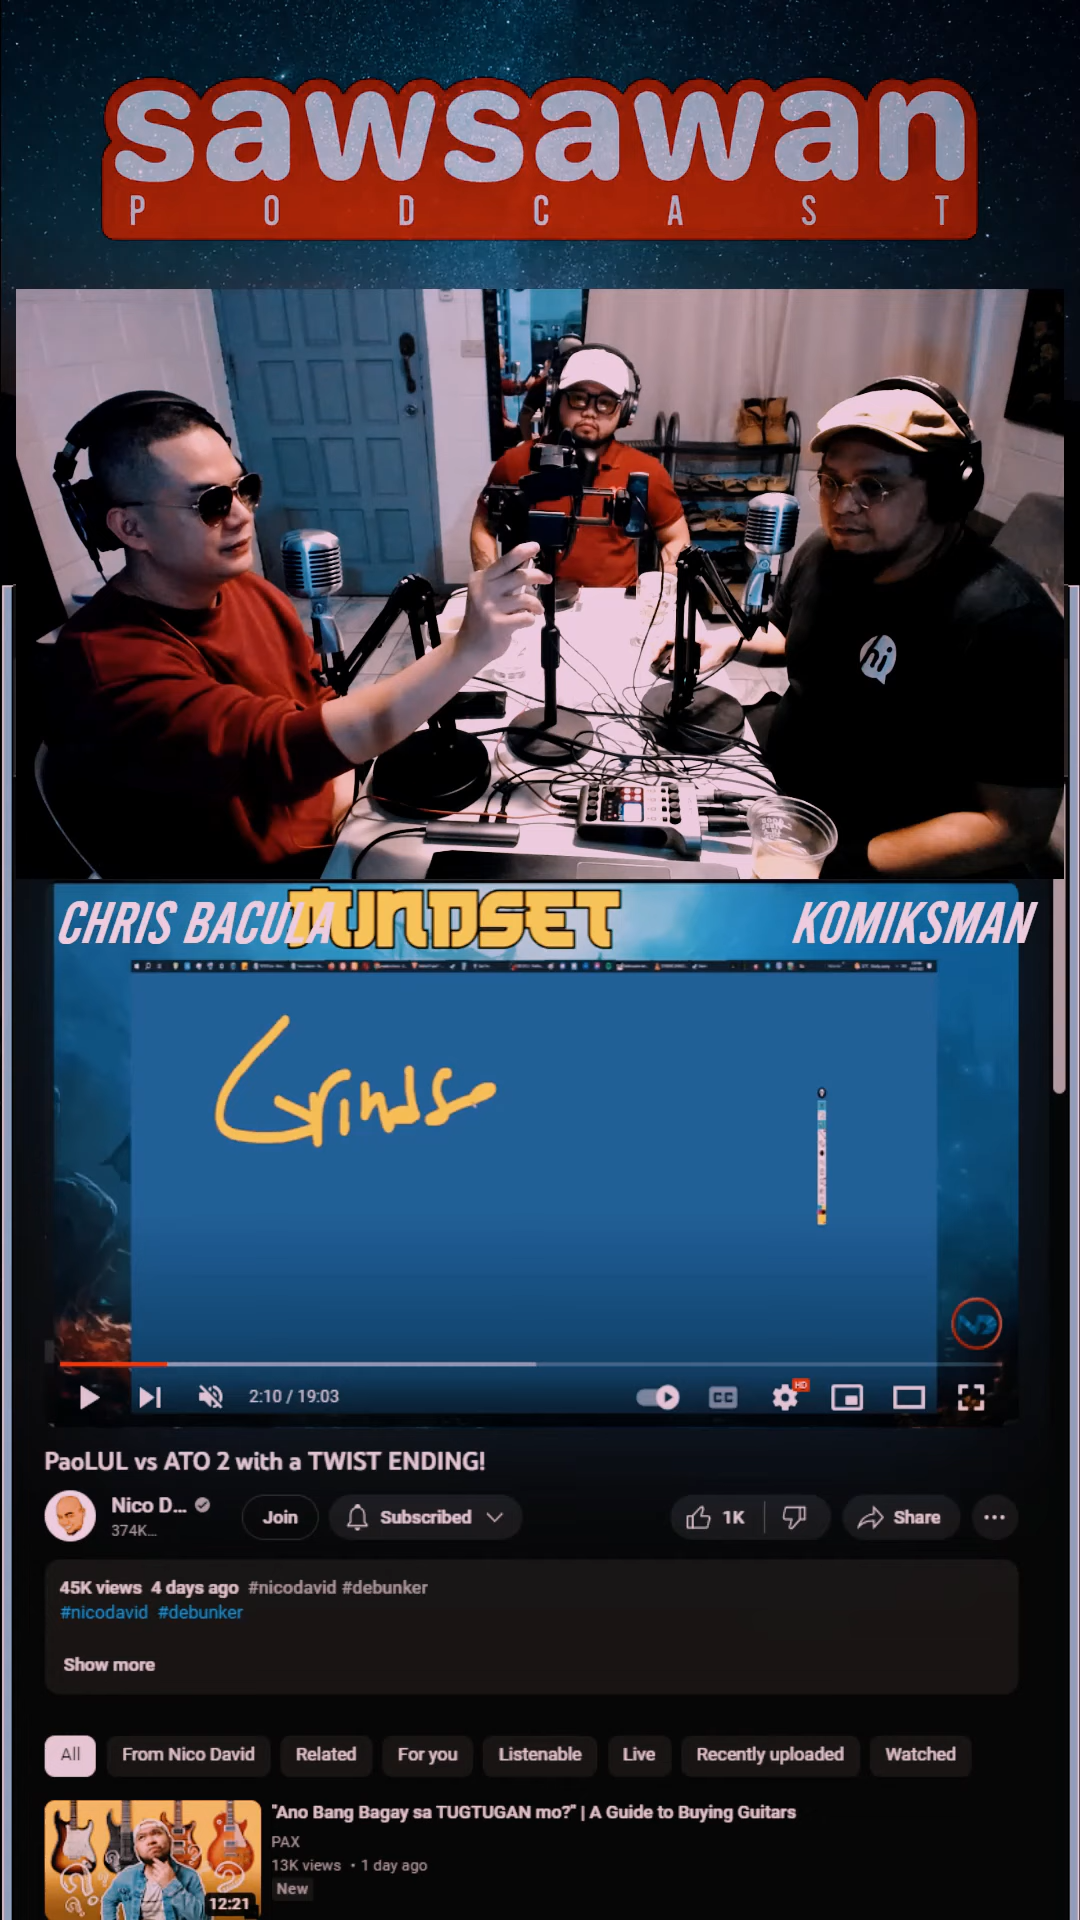 sawsawan
PODCAST
hi
CHRIS BACULA
MINDSET
KOMIKSMAN
Grinds
HD
CC
2:10 / 19:03
PaoLUL vs ATO 2 with a TWIST ENDING!
Nico D...
374K...
Join
Subscribed
1K
Share
45K views 4 days ago #nicodavid #debunker
#nicodavid #debunker
Show more
All
From Nico David
Related
For you
Listenable
Live
Recently uploaded
Watched
"Ano Bang Bagay sa TUGTUGAN mo?" | A Guide to Buying Guitars
PAX
13K views • 1 day ago
New
12:21